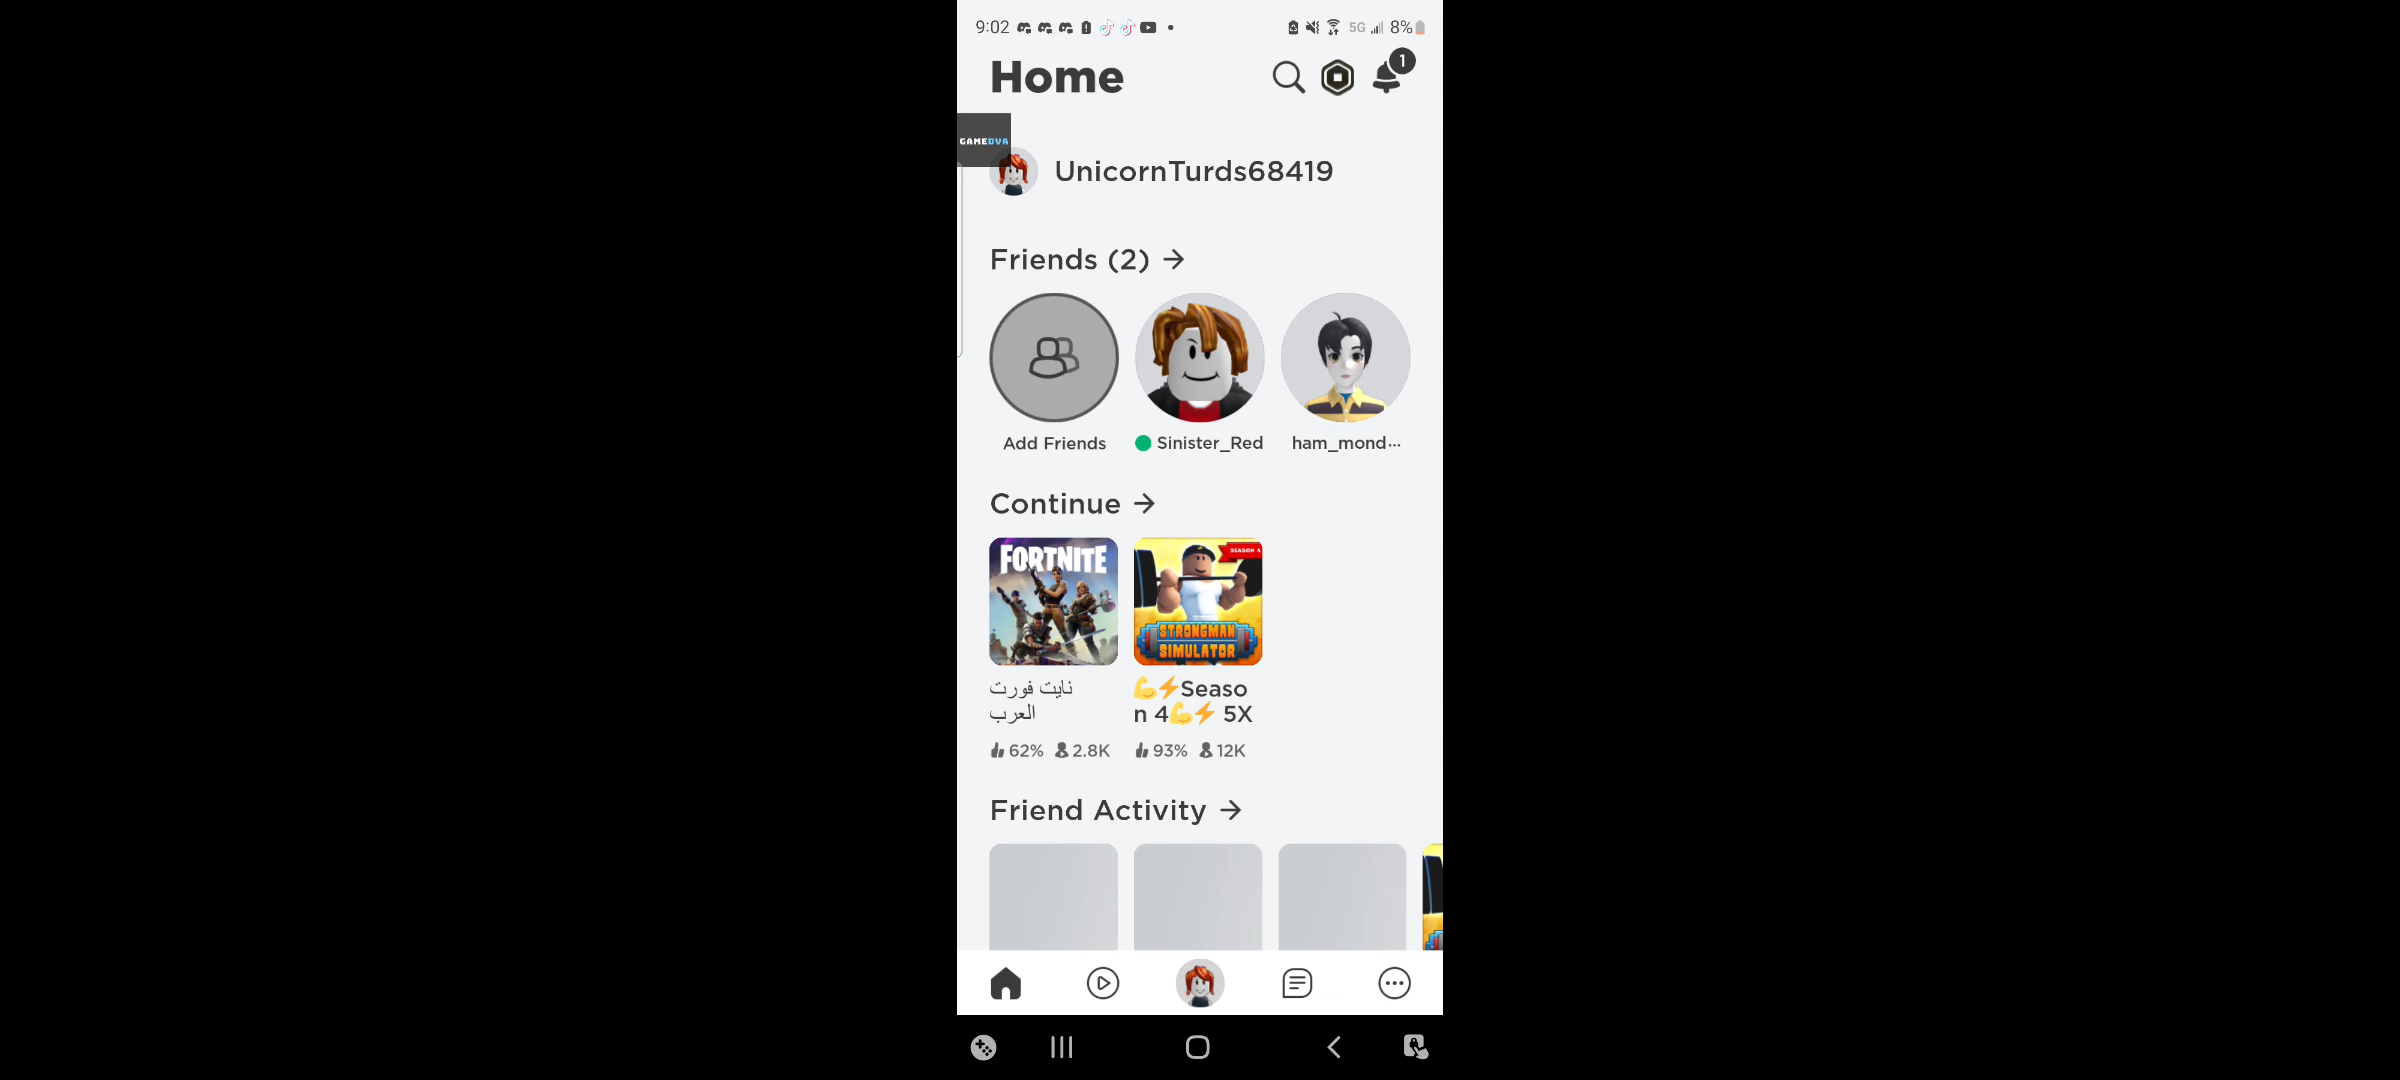 9:02
5G 8%
Home
1
GAMEDVA
UnicornTurds68419
Friends (2)
Add Friends
Sinister_Red
ham_mond...
Continue
FORTNITE
SEASON 4
STRONGMAN
SIMULATOR
نايت فورت
العرب
💪⚡Seaso
n 4💪⚡ 5X
62% 2.8K
93% 12K
Friend Activity